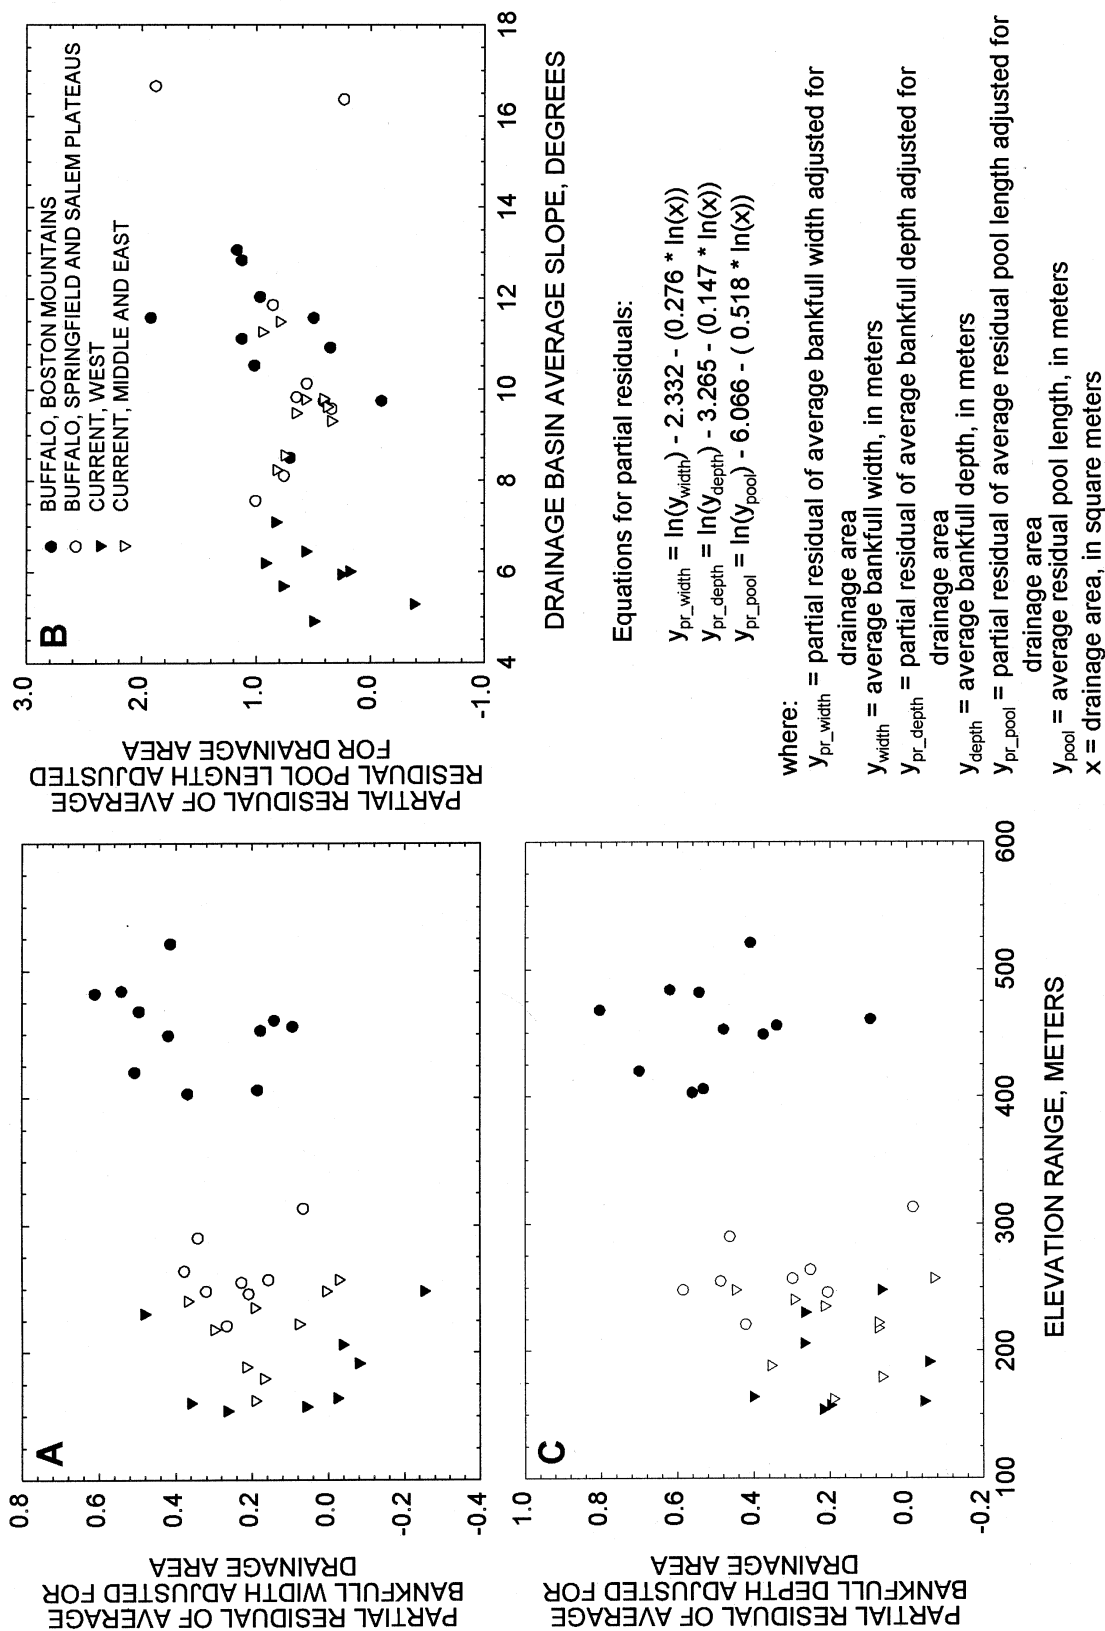 A
0.8
0.6
0.4
0.2
0.0
-0.2
-0.4
PARTIAL RESIDUAL OF AVERAGE
BANKFULL WIDTH ADJUSTED FOR
DRAINAGE AREA
B
3.0
2.0
1.0
0.0
-1.0
PARTIAL RESIDUAL OF AVERAGE
RESIDUAL POOL LENGTH ADJUSTED
FOR DRAINAGE AREA
BUFFALO, BOSTON MOUNTAINS
BUFFALO, SPRINGFIELD AND SALEM PLATEAUS
CURRENT, WEST
CURRENT, MIDDLE AND EAST
4 6 8 10 12 14 16 18
DRAINAGE BASIN AVERAGE SLOPE, DEGREES
C
1.0
0.8
0.6
0.4
0.2
0.0
-0.2
PARTIAL RESIDUAL OF AVERAGE
BANKFULL DEPTH ADJUSTED FOR
DRAINAGE AREA
100 200 300 400 500 600
ELEVATION RANGE, METERS
Equations for partial residuals:
y_pr_width = ln(y_width) - 2.332 - (0.276 * ln(x))
y_pr_depth = ln(y_depth) - 3.265 - (0.147 * ln(x))
y_pr_pool = ln(y_pool) - 6.066 - ( 0.518 * ln(x))
where:
y_pr_width = partial residual of average bankfull width adjusted for
drainage area
y_width = average bankfull width, in meters
y_pr_depth = partial residual of average bankfull depth adjusted for
drainage area
y_depth = average bankfull depth, in meters
y_pr_pool = partial residual of average residual pool length adjusted for
drainage area
y_pool = average residual pool length, in meters
x = drainage area, in square meters